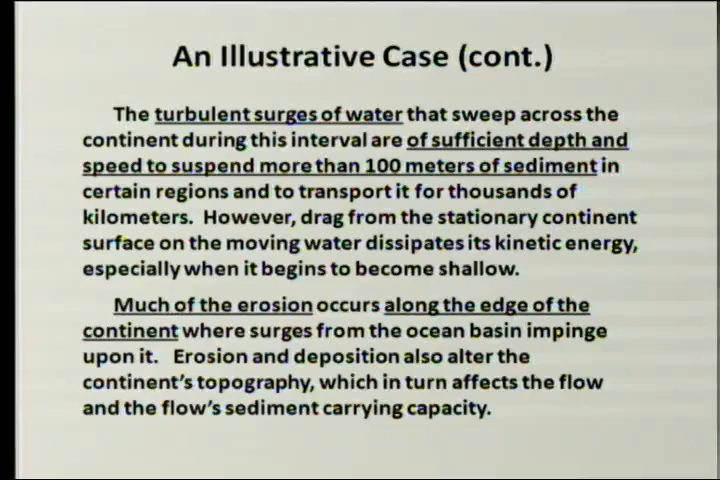 An Illustrative Case (cont.)
The turbulent surges of water that sweep across the
continent during this interval are of sufficient depth and
speed to suspend more than 100 meters of sediment in
certain regions and to transport it for thousands of
kilometers. However, drag from the stationary continent
surface on the moving water dissipates its kinetic energy,
especially when it begins to become shallow.
Much of the erosion occurs along the edge of the
continent where surges from the ocean basin impinge
upon it. Erosion and deposition also alter the
continent's topography, which in turn affects the flow
and the flow's sediment carrying capacity.